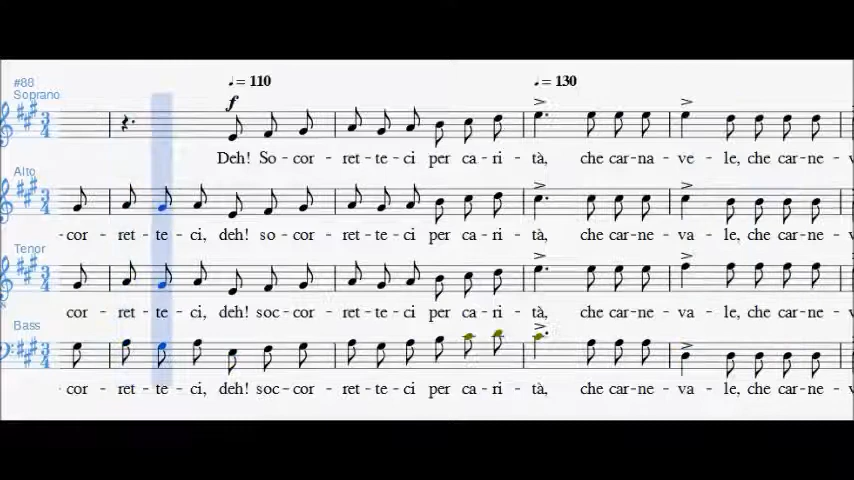 ♩. = 110 ♩. = 130
#88
Soprano
f
Deh! So - cor - ret - te - ci per ca - ri - tà, che car - na - ve - le, che car - ne - v
Alto
- cor - ret - te - ci, deh! so - cor - ret - te - ci per ca - ri - tà, che car - ne - va - le, che car - ne - v
Tenor
cor - ret - te - ci, deh! soc - cor - ret - te - ci per ca - ri - tà, che car - ne - va - le, che car - ne - v
Bass
cor - ret - te - ci, deh! soc - cor - ret - te - ci per ca - ri - tà, che car - ne - va - le, che car - ne - v